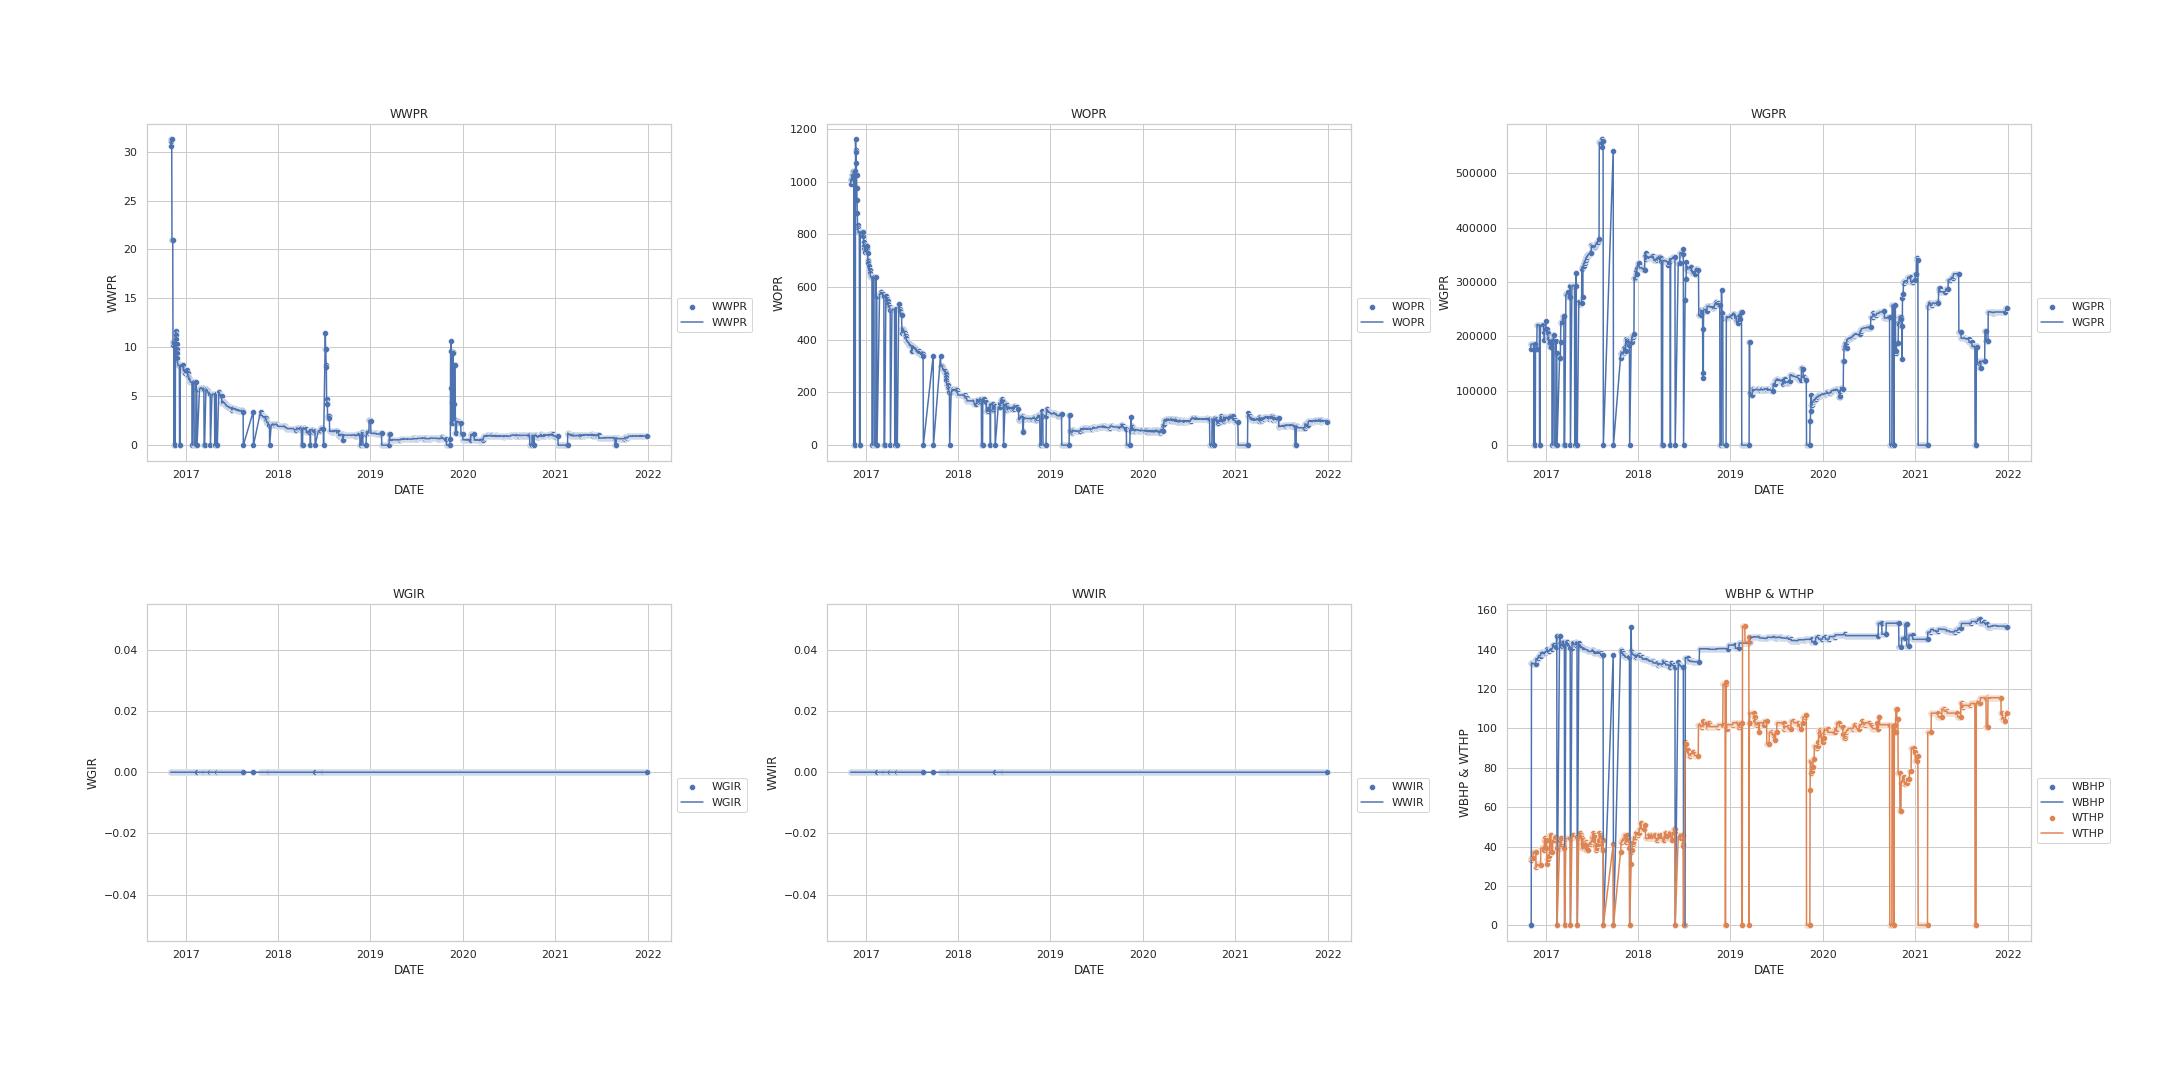 WWPR
WWPR
30
25
20
15
10
5
0
2017 2018 2019 2020 2021 2022
DATE
WWPR
WWPR
WOPR
WOPR
1200
1000
800
600
400
200
0
2017 2018 2019 2020 2021 2022
DATE
WOPR
WOPR
WGPR
WGPR
500000
400000
300000
200000
100000
0
2017 2018 2019 2020 2021 2022
DATE
WGPR
WGPR
WGIR
WGIR
0.04
0.02
0.00
−0.02
−0.04
2017 2018 2019 2020 2021 2022
DATE
WGIR
WGIR
WWIR
WWIR
0.04
0.02
0.00
−0.02
−0.04
2017 2018 2019 2020 2021 2022
DATE
WWIR
WWIR
WBHP & WTHP
WBHP & WTHP
160
140
120
100
80
60
40
20
0
2017 2018 2019 2020 2021 2022
DATE
WBHP
WBHP
WTHP
WTHP